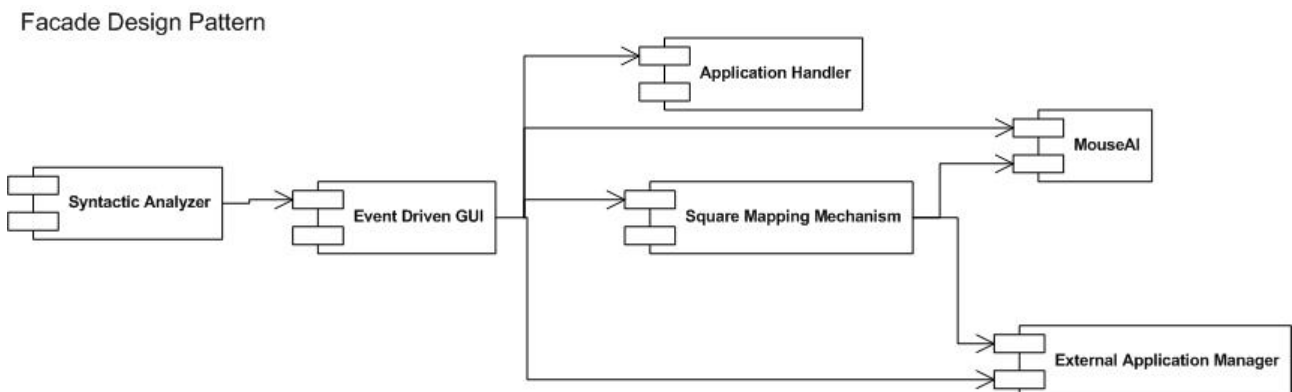 Facade Design Pattern
Application Handler
MouseAI
Syntactic Analyzer
Event Driven GUI
Square Mapping Mechanism
External Application Manager